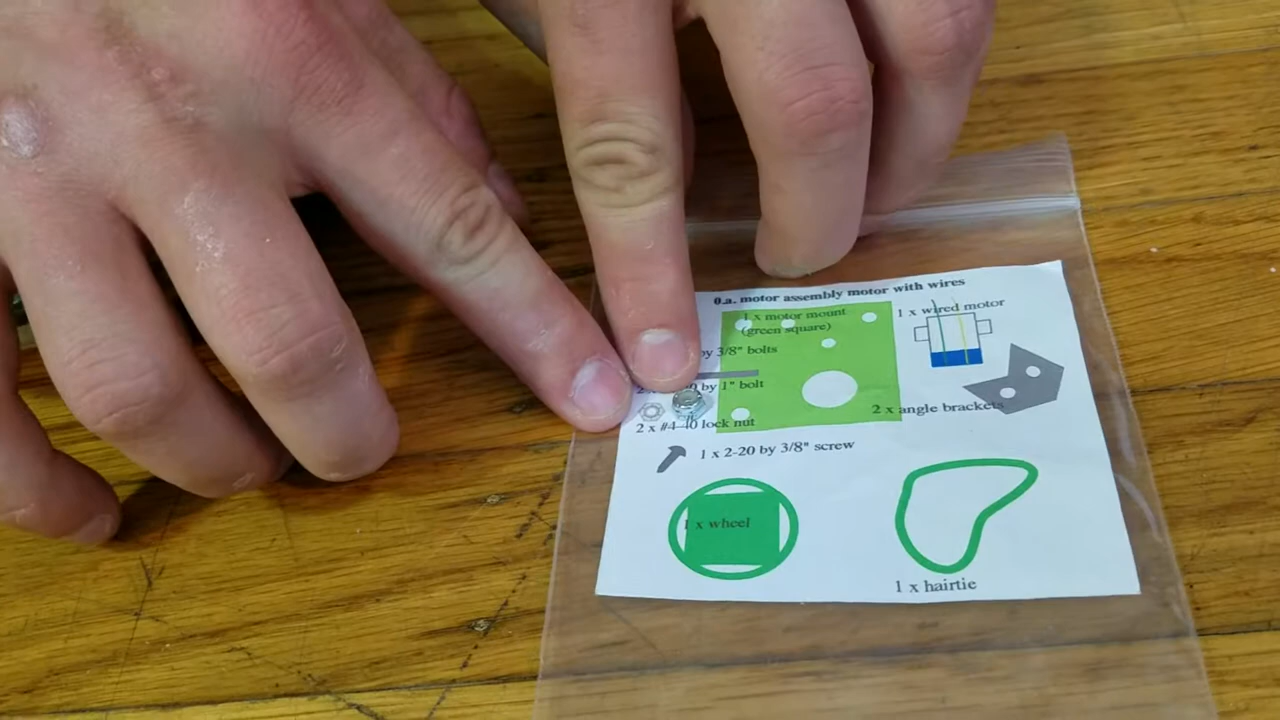 0.a. motor assembly motor with wires
1 x motor mount
(green square)
1 x wired motor
by 3/8" bolts
by 1" bolt
2 x angle brackets
2 x #4-40 lock nut
1 x 2-20 by 3/8" screw
1 x wheel
1 x hairtie